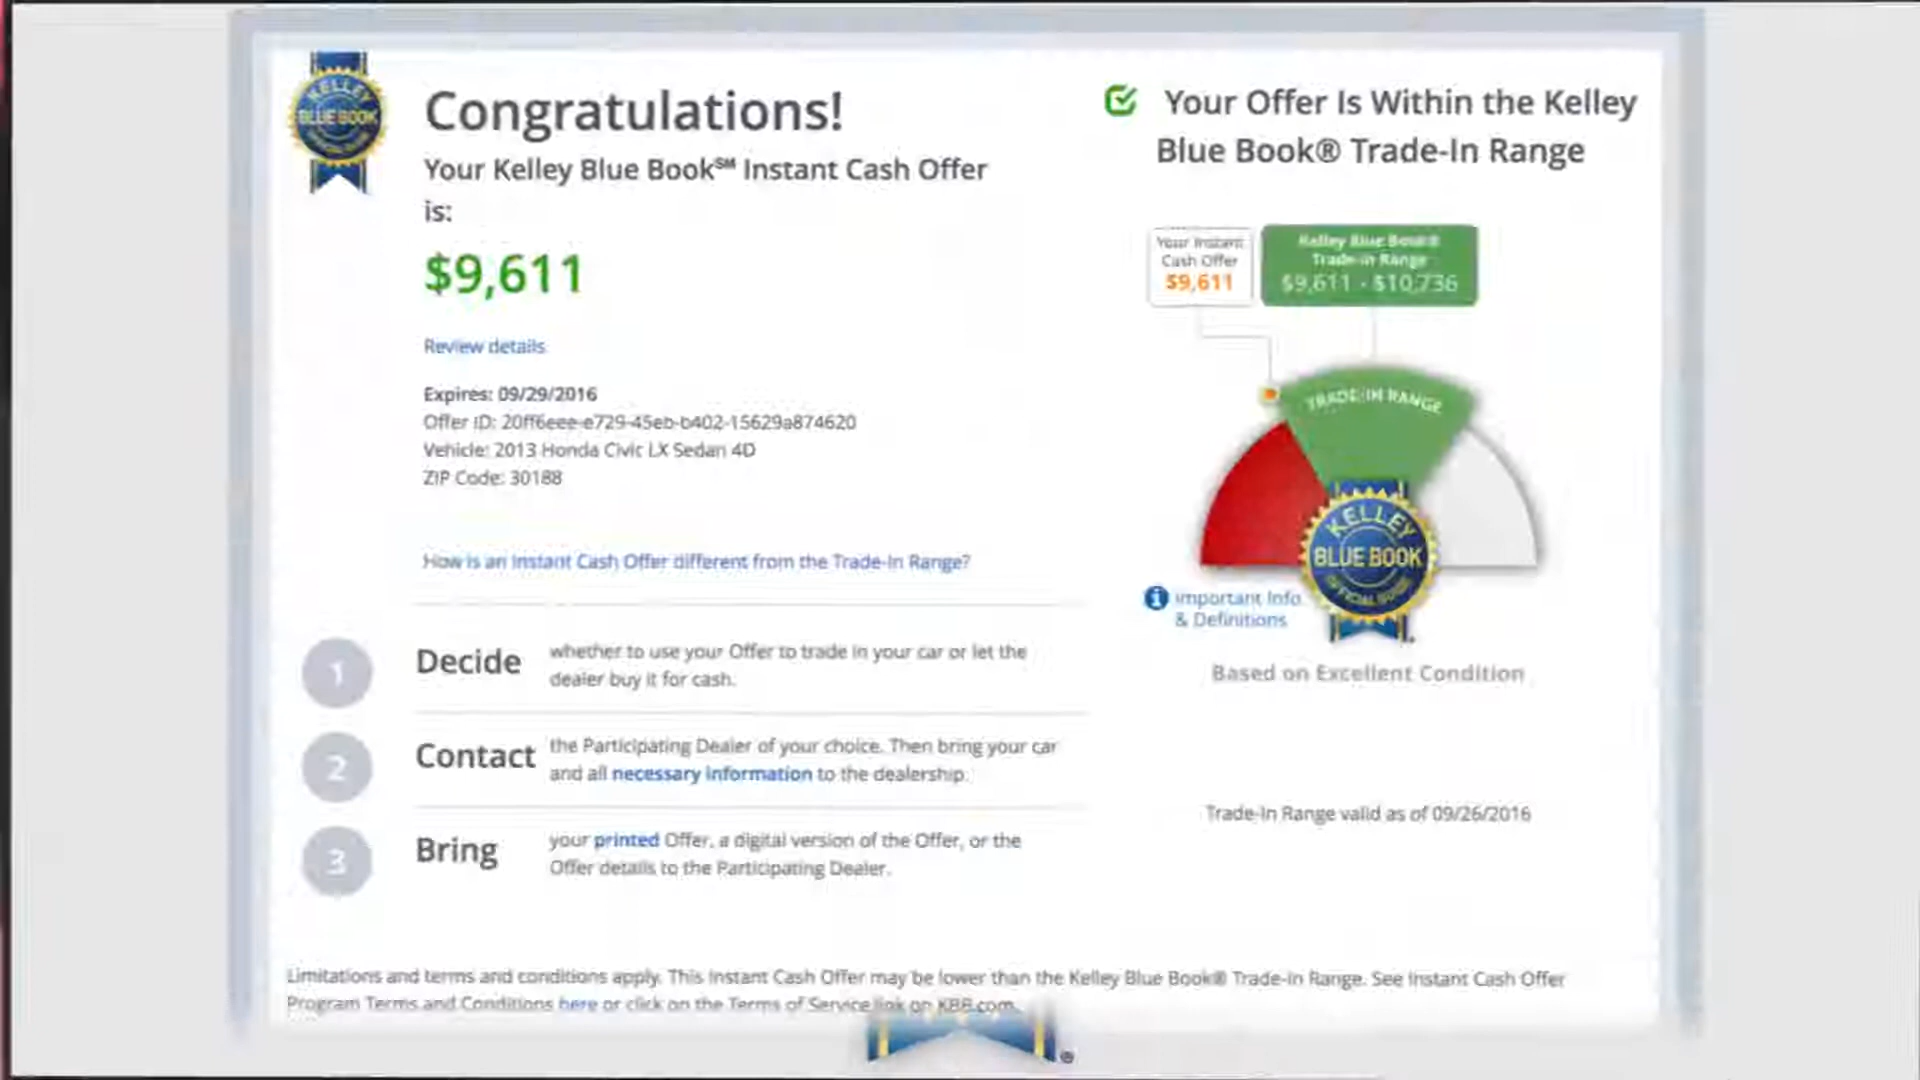 KELLEY
BLUE BOOK
Congratulations!
Your Kelley Blue Book℠ Instant Cash Offer
is:
$9,611
Review details
Expires: 09/29/2016
Offer ID: 20ff6eee-e729-45eb-b402-15629a874620
Vehicle: 2013 Honda Civic LX Sedan 4D
ZIP Code: 30188
How is an Instant Cash Offer different from the Trade-In Range?
1
Decide
whether to use your Offer to trade in your car or let the
dealer buy it for cash.
2
Contact
the Participating Dealer of your choice. Then bring your car
and all necessary information to the dealership.
3
Bring
your printed Offer, a digital version of the Offer, or the
Offer details to the Participating Dealer.
Your Offer Is Within the Kelley
Blue Book® Trade-In Range
Your Instant
Cash Offer
$9,611
Kelley Blue Book®
Trade-in Range
$9,611 - $10,736
TRADE-IN RANGE
KELLEY
BLUE BOOK
OFFICIAL GUIDE
Important Info
& Definitions
Based on Excellent Condition
Trade-In Range valid as of 09/26/2016
Limitations and terms and conditions apply. This Instant Cash Offer may be lower than the Kelley Blue Book® Trade-In Range. See Instant Cash Offer
Program Terms and Conditions here or click on the Terms of Service link on KBB.com.
®